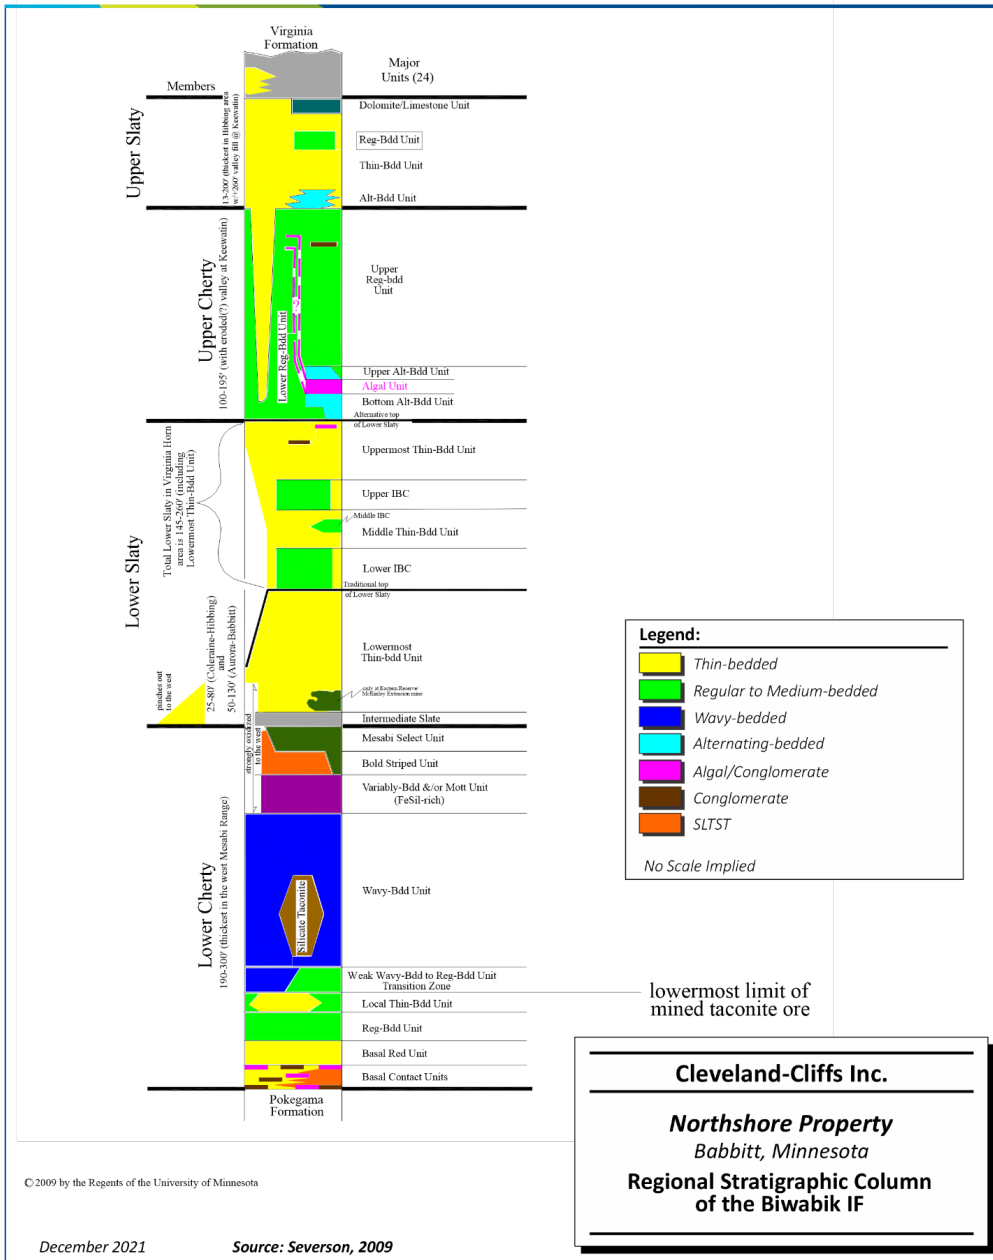 Virginia
Formation
Major
Units (24)
Members
Upper Slaty
13-200' (thickest in Hibbing area
w/+260' valley fill @ Keewatin)
Dolomite/Limestone Unit
Reg-Bdd Unit
Thin-Bdd Unit
Alt-Bdd Unit
Upper Cherty
100-195' (with eroded(?) valley at Keewatin)
Lower Reg-Bdd Unit
?
Upper
Reg-bdd
Unit
Upper Alt-Bdd Unit
Algal Unit
Bottom Alt-Bdd Unit
Alternative top
of Lower Slaty
Lower Slaty
Total Lower Slaty in Virginia Horn
area is 145-260' (including
Lowermost Thin-Bdd Unit)
Uppermost Thin-Bdd Unit
Upper IBC
Middle IBC
Middle Thin-Bdd Unit
Lower IBC
Traditional top
of Lower Slaty
pinches out
to the west
25-80' (Coleraine-Hibbing)
and
50-130' (Aurora-Babbitt)
Lowermost
Thin-bdd Unit
only at Eastern Reserve
McKinley Extension mine
Intermediate Slate
strongly oxidized
to the west
Mesabi Select Unit
Bold Striped Unit
Variably-Bdd &/or Mott Unit
(FeSil-rich)
Lower Cherty
190-300' (thickest in the west Mesabi Range)
Silicate Taconite
Wavy-Bdd Unit
Weak Wavy-Bdd to Reg-Bdd Unit
Transition Zone
Local Thin-Bdd Unit
Reg-Bdd Unit
Basal Red Unit
Basal Contact Units
Pokegama
Formation
lowermost limit of
mined taconite ore
Legend:
Thin-bedded
Regular to Medium-bedded
Wavy-bedded
Alternating-bedded
Algal/Conglomerate
Conglomerate
SLTST
No Scale Implied
Cleveland-Cliffs Inc.
Northshore Property
Babbitt, Minnesota
Regional Stratigraphic Column
of the Biwabik IF
© 2009 by the Regents of the University of Minnesota
December 2021
Source: Severson, 2009